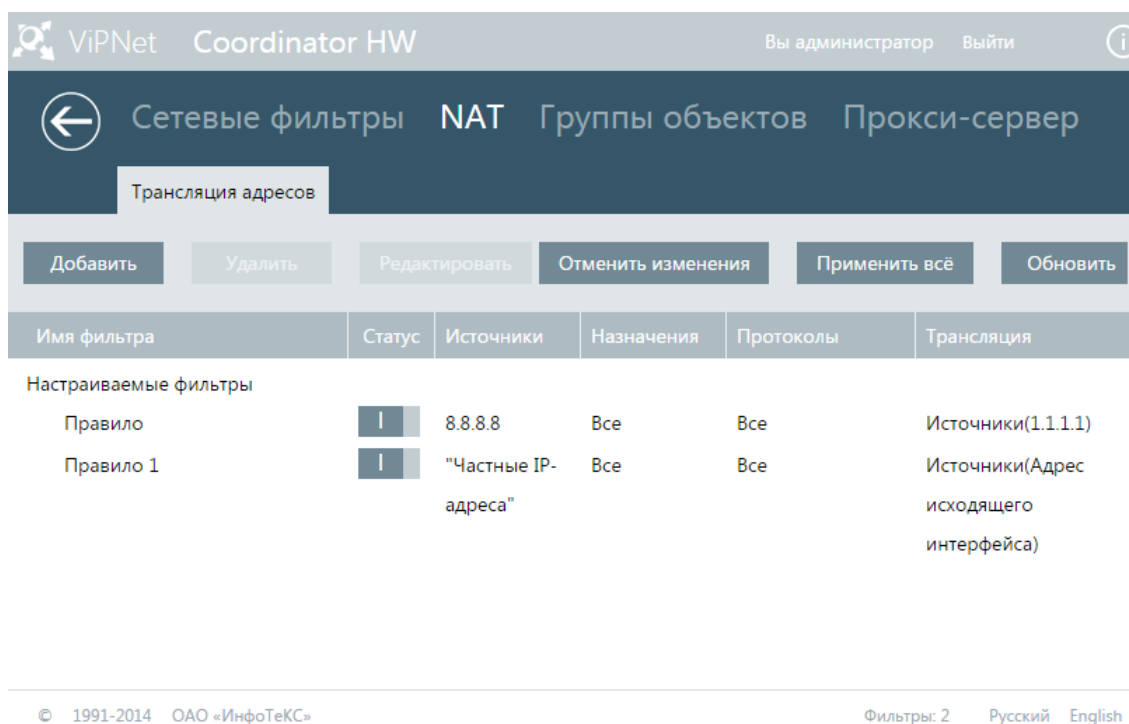 ViPNet Coordinator HW Вы администратор Выйти i
Сетевые фильтры NAT Группы объектов Прокси-сервер
Трансляция адресов
Добавить Удалить Редактировать Отменить изменения Применить всё Обновить
Имя фильтра Статус Источники Назначения Протоколы Трансляция
Настраиваемые фильтры
Правило I 8.8.8.8 Все Все Источники(1.1.1.1)
Правило 1 I "Частные IP- Все Все Источники(Адрес
адреса" исходящего
интерфейса)
© 1991-2014 ОАО «ИнфоТеКС» Фильтры: 2 Русский English